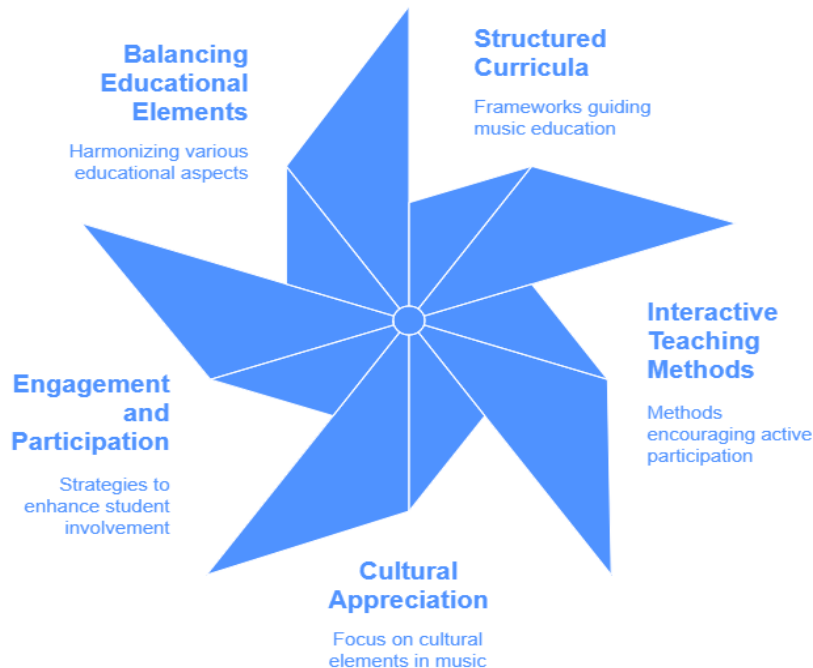 Balancing
Educational
Elements
Harmonizing various
educational aspects
Structured
Curricula
Frameworks guiding
music education
Interactive
Teaching
Methods
Methods
encouraging active
participation
Engagement
and
Participation
Strategies to
enhance student
involvement
Cultural
Appreciation
Focus on cultural
elements in music